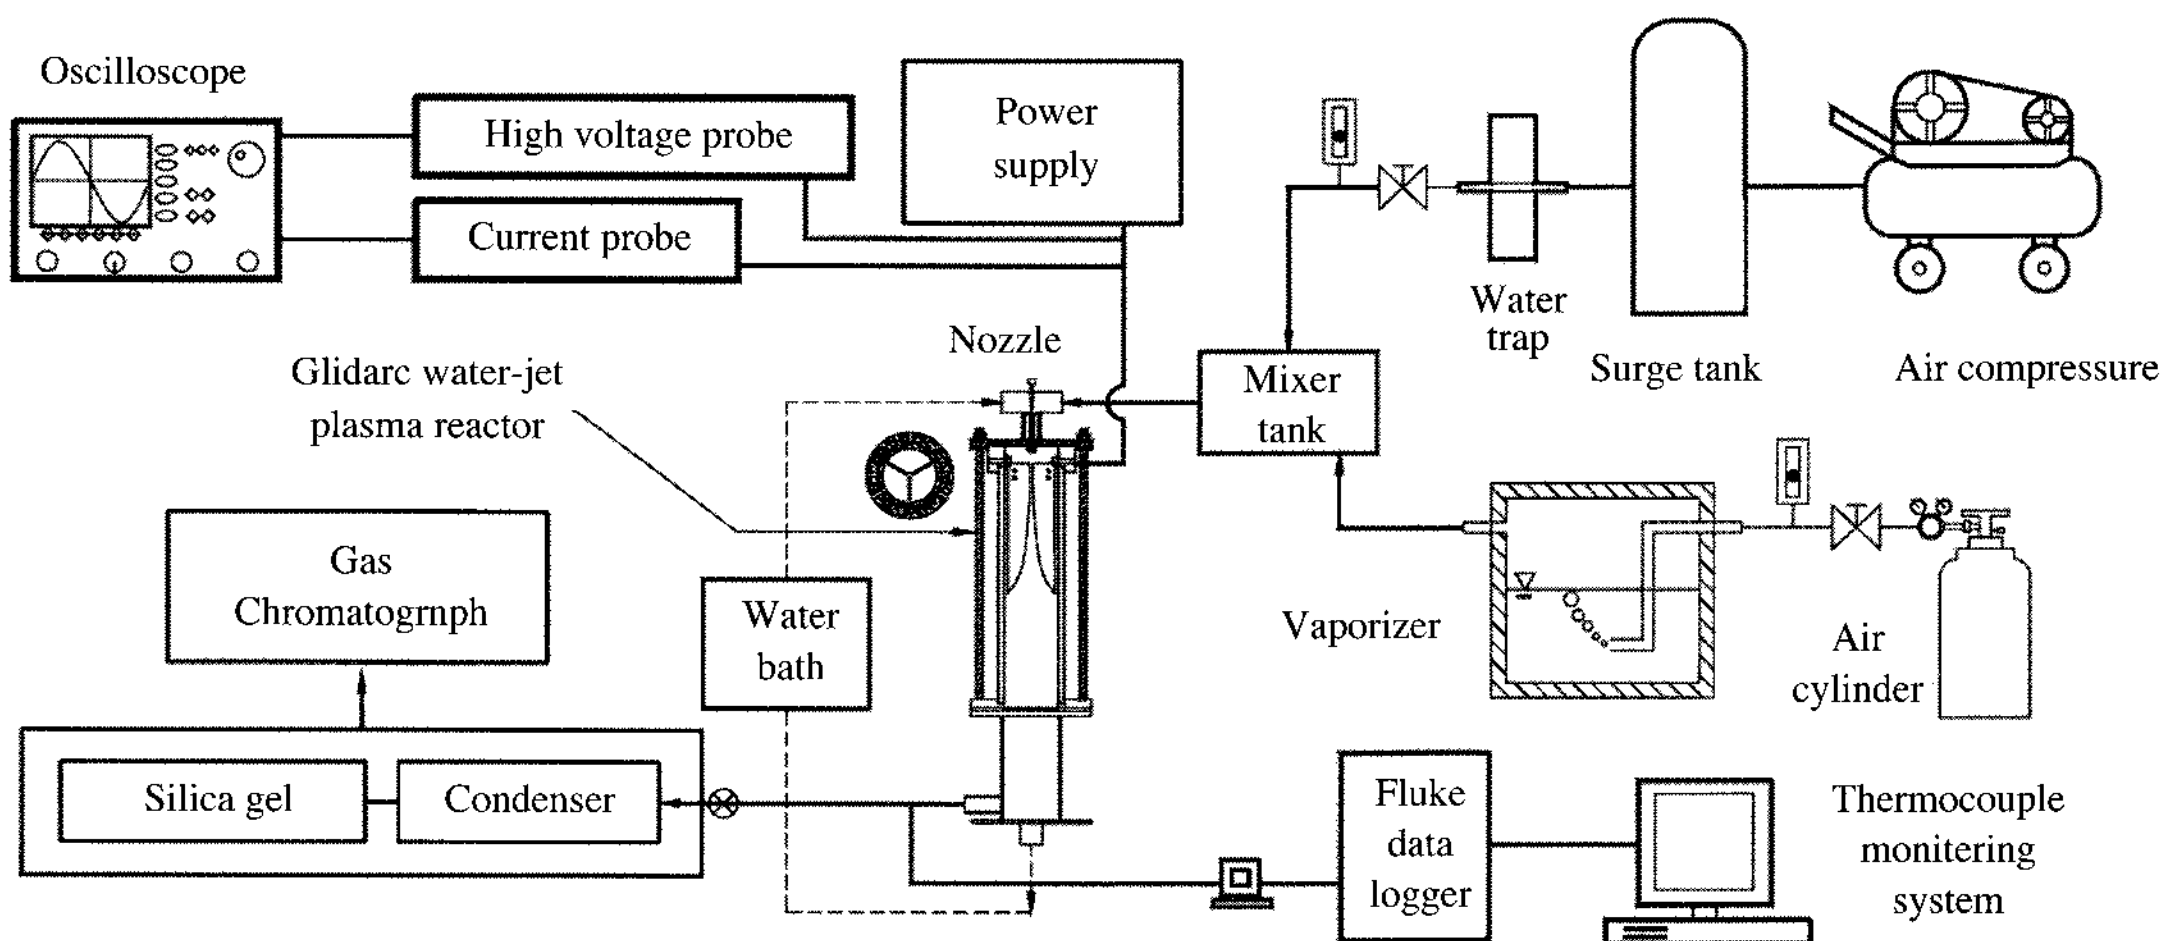 Oscilloscope
High voltage probe
Current probe
Power
supply
Water
trap
Surge tank
Air compressure
Nozzle
Glidarc water-jet
plasma reactor
Mixer
tank
Gas
Chromatogrnph
Water
bath
Vaporizer
Air
cylinder
Silica gel
Condenser
Fluke
data
logger
Thermocouple
monitering
system